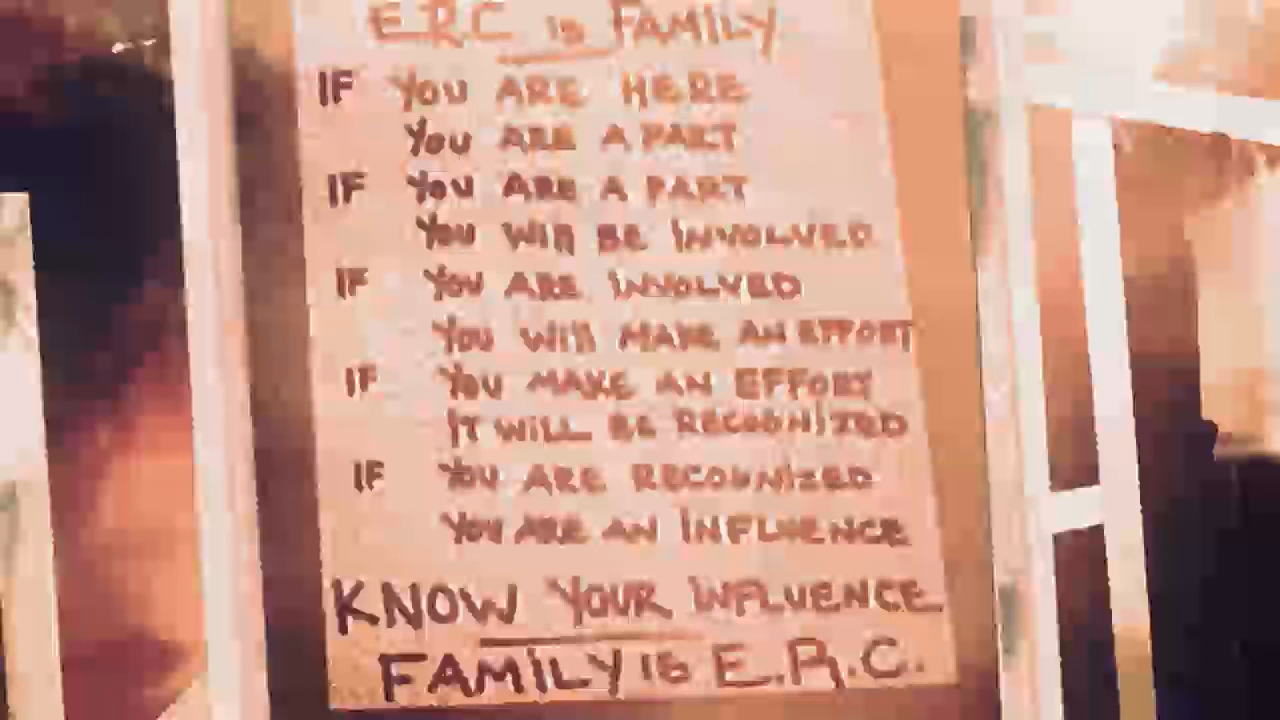 E.R.C is FAMILY
IF YOU ARE HERE
YOU ARE A PART
IF YOU ARE A PART
YOU Will BE iNVOLVED
IF YOU ARE iNVOLVED
YOU Will MAKE AN EFFORT
IF YOU MAKE AN EFFORT
IT WILL BE RECOGNiZED
IF YOU ARE RECOGNiZED
YOU ARE AN INFLUENCE
KNOW YOUR INFLUENCE
FAMiLY is E.R.C.